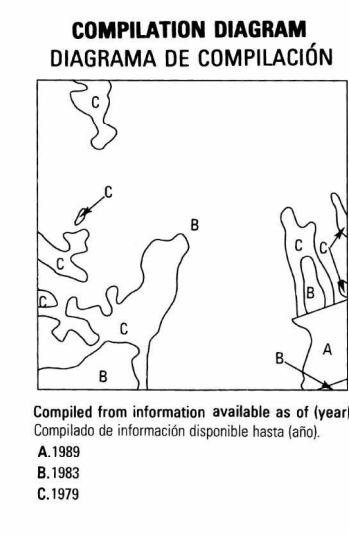 COMPILATION DIAGRAM
DIAGRAMA DE COMPILACIÓN
C
C
B
C
C
C
B
C
C
A
B
B
Compiled from information available as of (year)
Compilado de información disponible hasta (año).
A.1989
B.1983
C.1979